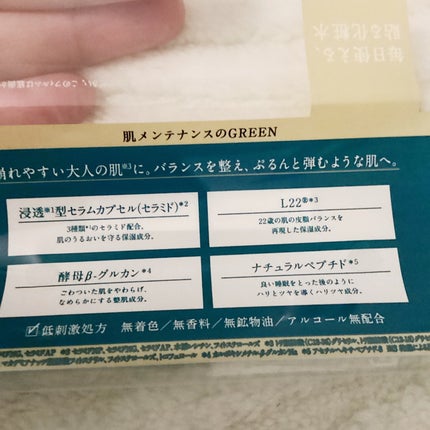 毎日使える、
貼る化粧水
肌メンテナンスのGREEN
崩れやすい大人の肌※3に。バランスを整え、ぷるんと弾むような肌へ。
浸透※1型セラムカプセル(セラミド)※2
3種類※1のセラミド配合。
肌のうるおいを守る保湿成分。
L22®※3
22歳の肌の皮脂バランスを
再現した保湿成分。
酵母β-グルカン※4
ごわついた肌をやわらげ、
なめらかにする整肌成分。
ナチュラルペプチド※5
良い睡眠をとった後のように
ハリとツヤを導くハリツヤ成分。
低刺激処方 無着色/無香料/無鉱物油/アルコール無配合